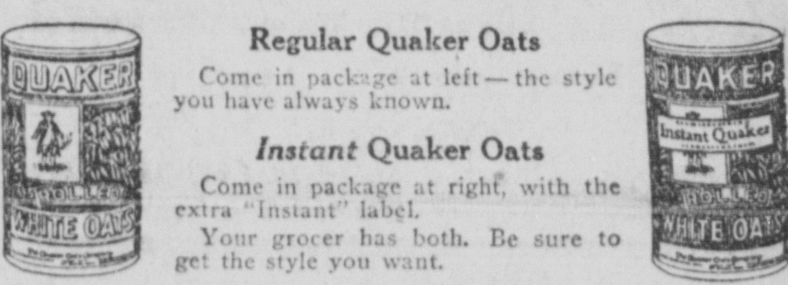 Regular Quaker Oats
Come in package at left — the style
you have always known.
Instant Quaker Oats
Come in package at right, with the
extra "Instant" label.
Your grocer has both. Be sure to
get the style you want.
QUAKER
ROLLED
WHITE OATS
QUAKER
Instant Quaker
ROLLED
WHITE OATS